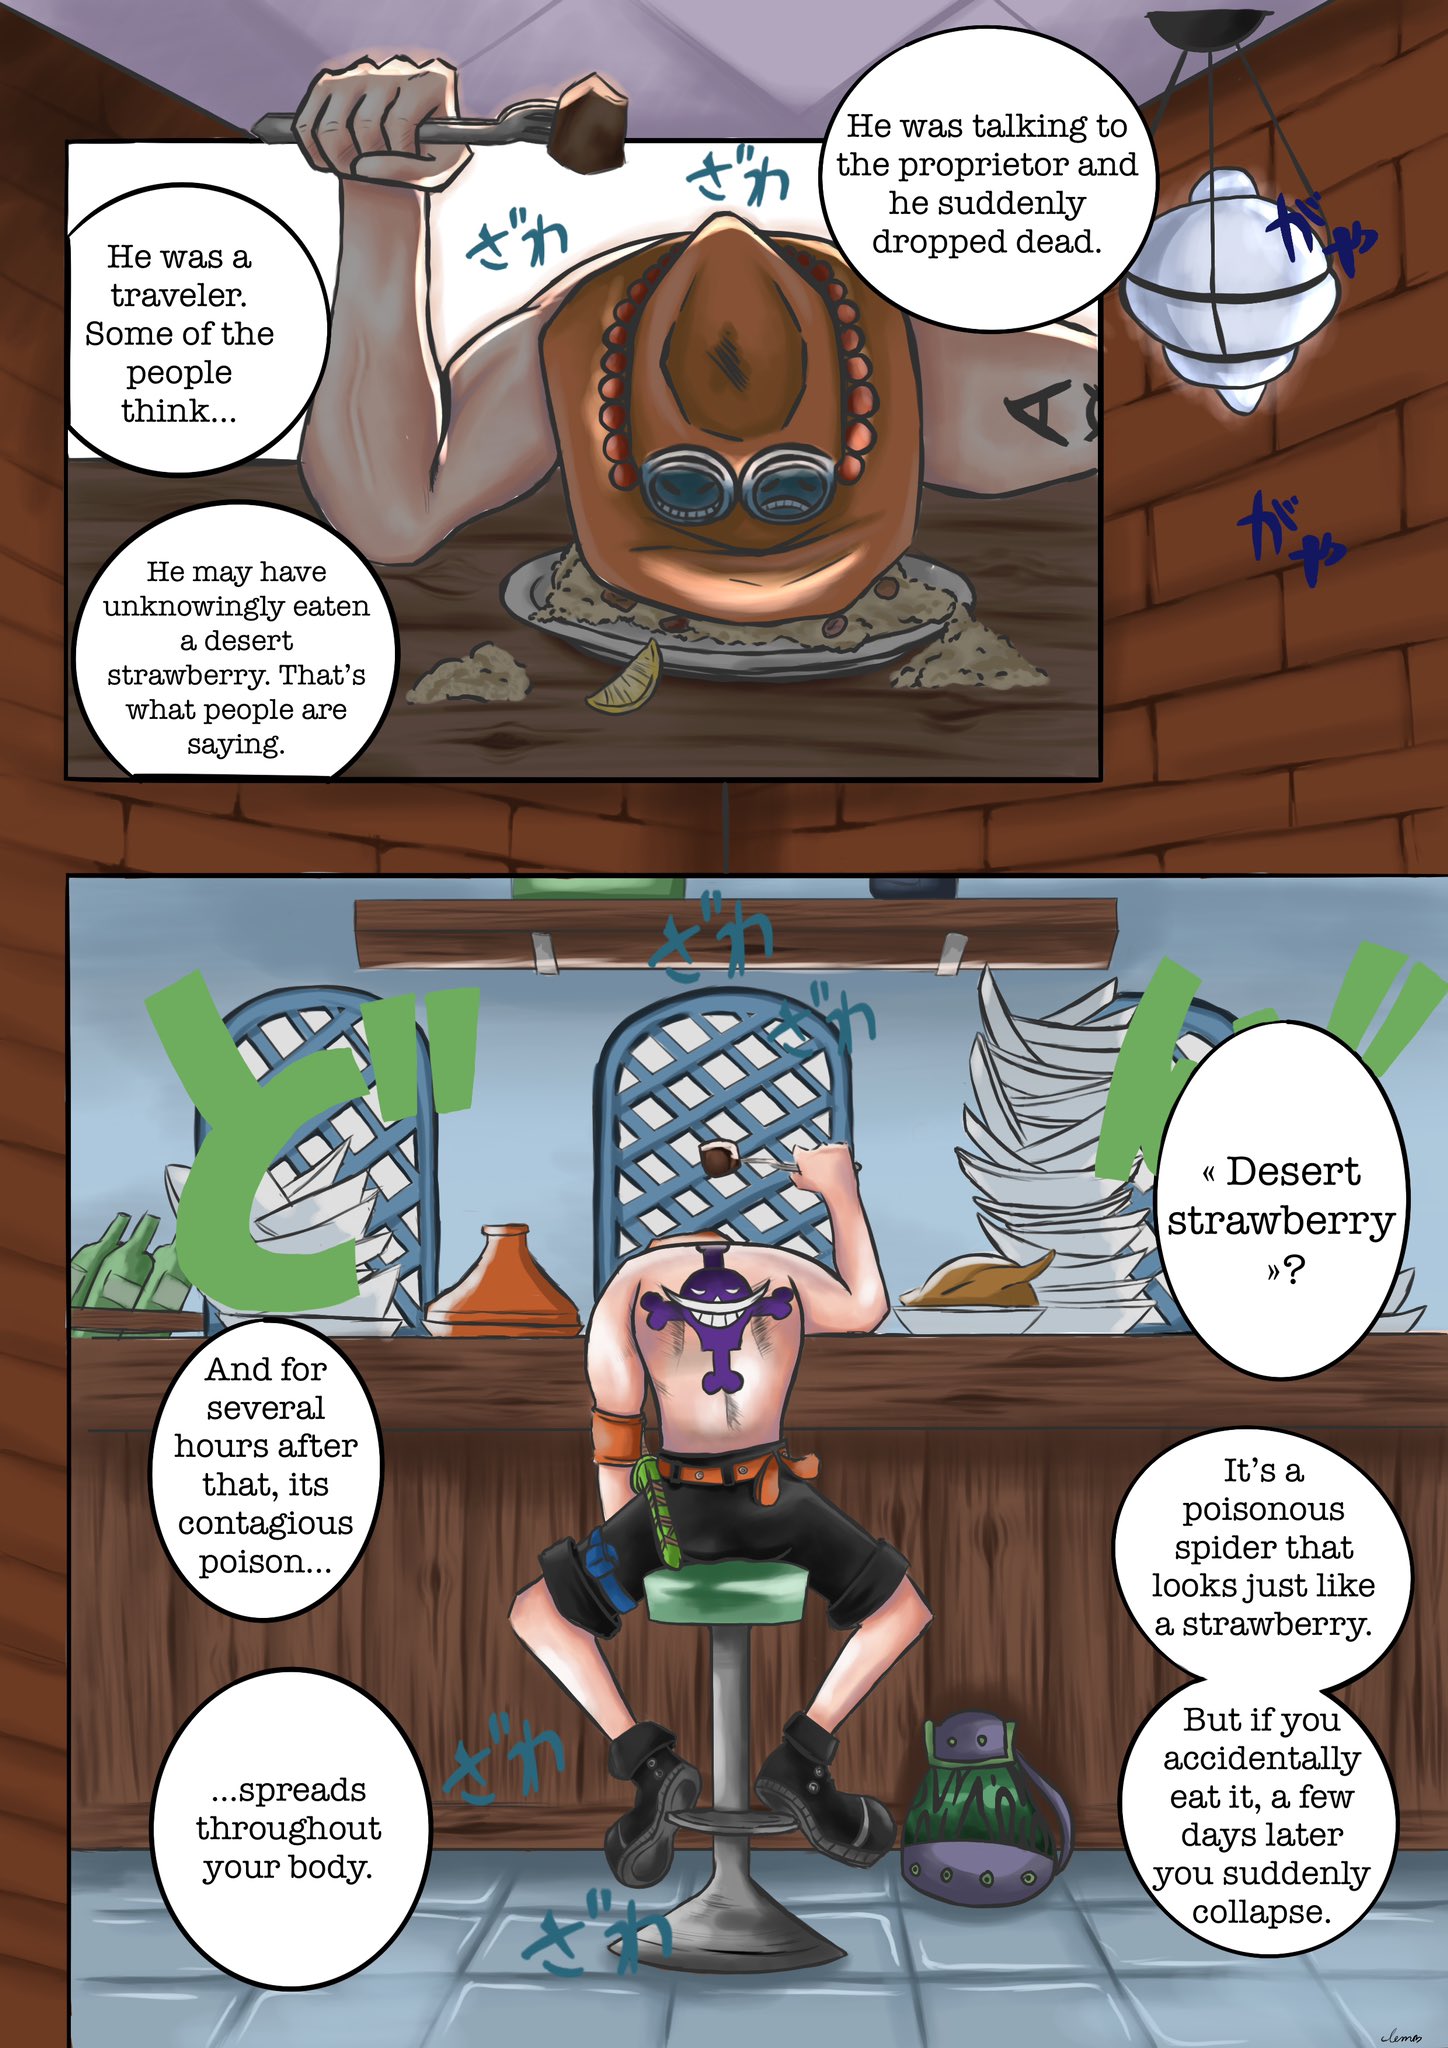 He was talking to
the proprietor and
he suddenly
dropped dead.
ざわ
ざわ
がや
がや
He was a
traveler.
Some of the
people
think...
A
He may have
unknowingly eaten
a desert
strawberry. That's
what people are
saying.
ざわ
ざわ
ど
ん
« Desert
strawberry
»?
It's a
poisonous
spider that
looks just like
a strawberry.
But if you
accidentally
eat it, a few
days later
you suddenly
collapse.
And for
several
hours after
that, its
contagious
poison...
...spreads
throughout
your body.
ざわ
ざわ